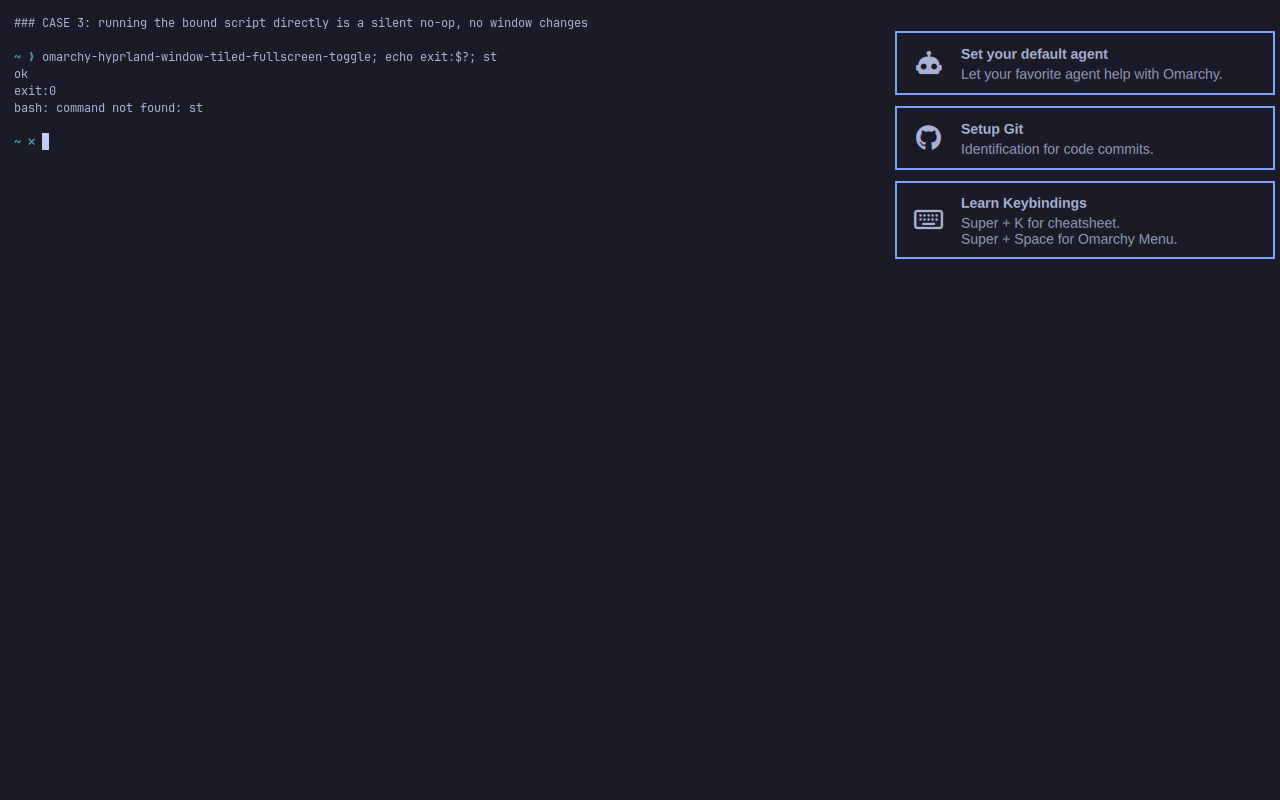 ### CASE 3: running the bound script directly is a silent no-op, no window changes
~ ❯ omarchy-hyprland-window-tiled-fullscreen-toggle; echo exit:$?; st
ok
exit:0
bash: command not found: st
~ ×
Set your default agent
Let your favorite agent help with Omarchy.
Setup Git
Identification for code commits.
Learn Keybindings
Super + K for cheatsheet.
Super + Space for Omarchy Menu.